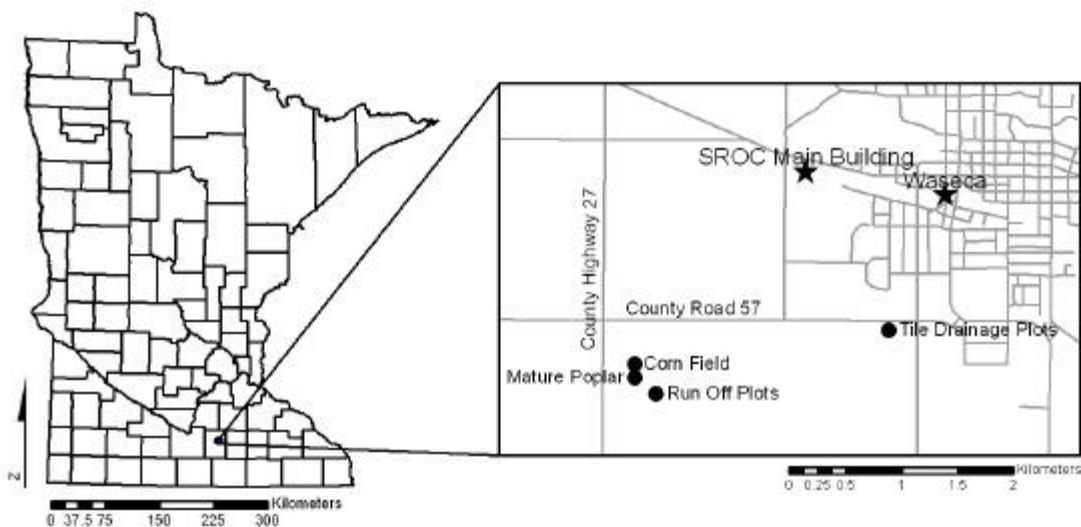 SROC Main Building
Waseca
County Highway 27
County Road 57
Tile Drainage Plots
Corn Field
Mature Poplar
Run Off Plots
N
Kilometers
0 37.5 75 150 225 300
Kilometers
0 0.25 0.5 1 1.5 2